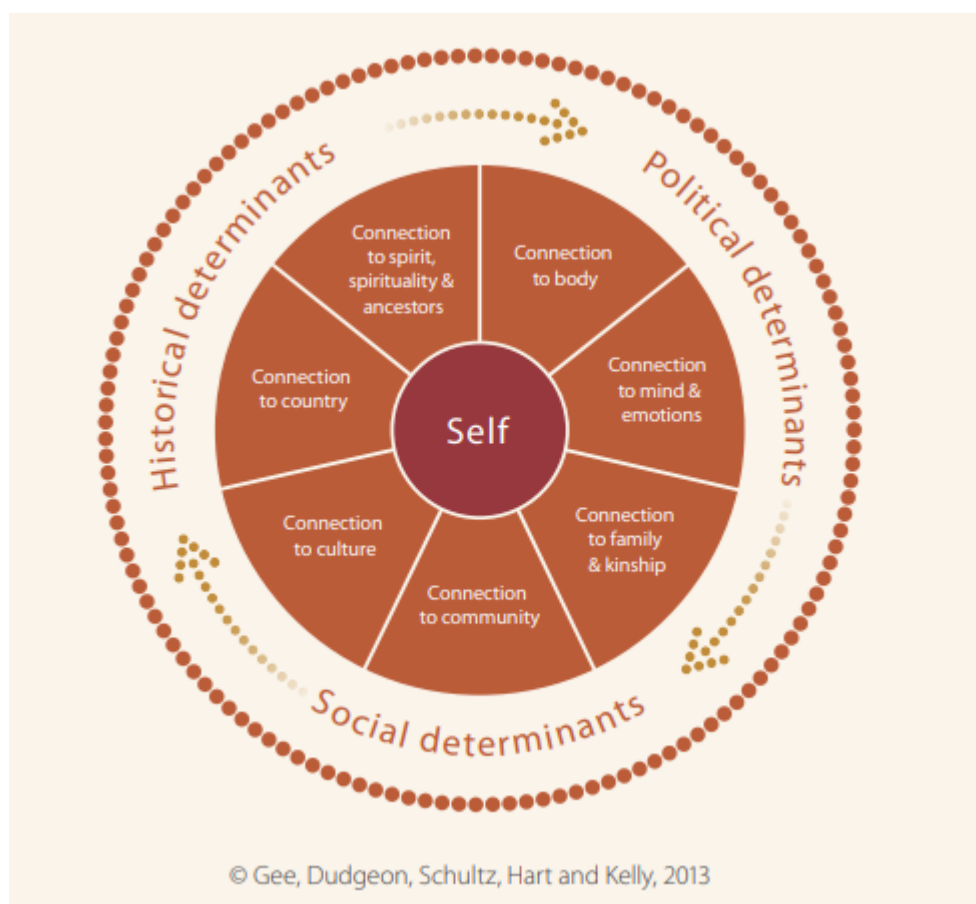 Historical determinants
Political determinants
Social determinants
Connection
to spirit,
spirituality &
ancestors
Connection
to body
Connection
to mind &
emotions
Connection
to family
& kinship
Connection
to community
Connection
to culture
Connection
to country
Self
© Gee, Dudgeon, Schultz, Hart and Kelly, 2013